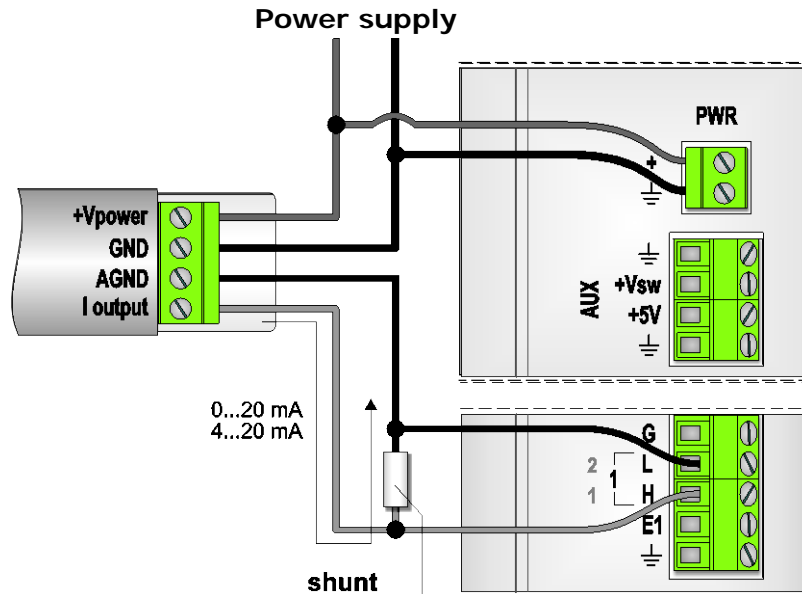 Power supply
PWR
+
+Vpower
GND
AGND
I output
AUX
+Vsw
+5V
0...20 mA
4...20 mA
G
2
L
1
1
H
E1
shunt